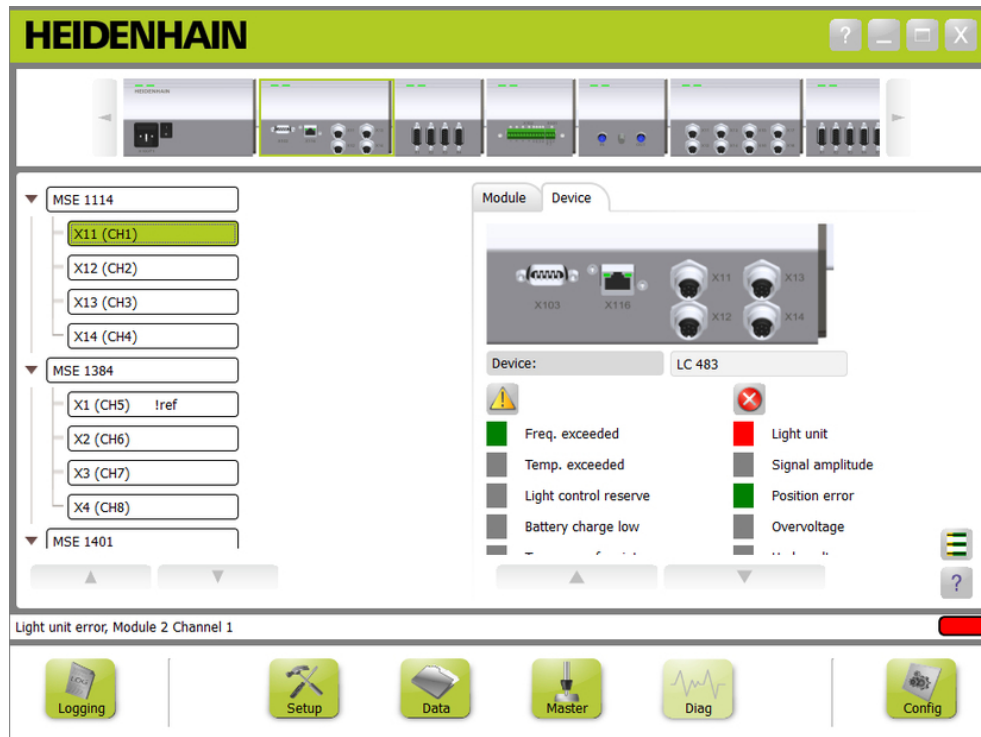 HEIDENHAIN
? _ X
HEIDENHAIN
MSE 1114
X11 (CH1)
X12 (CH2)
X13 (CH3)
X14 (CH4)
MSE 1384
X1 (CH5) !ref
X2 (CH6)
X3 (CH7)
X4 (CH8)
MSE 1401
Module Device
X103 X116 X11 X13
X12 X14
Device: LC 483
Freq. exceeded
Temp. exceeded
Light control reserve
Battery charge low
Light unit
Signal amplitude
Position error
Overvoltage
?
Light unit error, Module 2 Channel 1
LOG
Logging Setup Data Master Diag Config